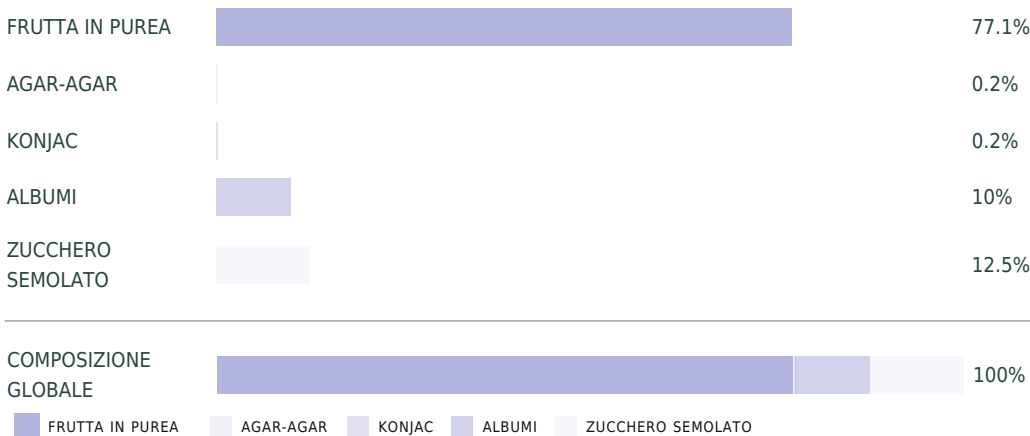 FRUTTA IN PUREA 77.1%
AGAR-AGAR 0.2%
KONJAC 0.2%
ALBUMI 10%
ZUCCHERO
SEMOLATO 12.5%
COMPOSIZIONE
GLOBALE 100%
FRUTTA IN PUREA AGAR-AGAR KONJAC ALBUMI ZUCCHERO SEMOLATO